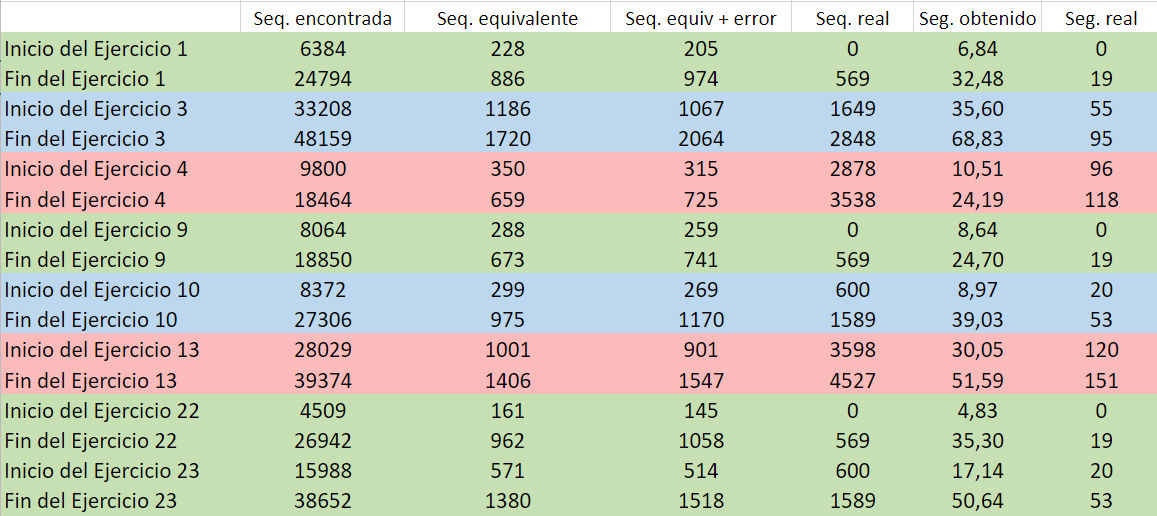 Seq. encontrada Seq. equivalente Seq. equiv + error Seq. real Seg. obtenido Seg. real
Inicio del Ejercicio 1 6384 228 205 0 6,84 0
Fin del Ejercicio 1 24794 886 974 569 32,48 19
Inicio del Ejercicio 3 33208 1186 1067 1649 35,60 55
Fin del Ejercicio 3 48159 1720 2064 2848 68,83 95
Inicio del Ejercicio 4 9800 350 315 2878 10,51 96
Fin del Ejercicio 4 18464 659 725 3538 24,19 118
Inicio del Ejercicio 9 8064 288 259 0 8,64 0
Fin del Ejercicio 9 18850 673 741 569 24,70 19
Inicio del Ejercicio 10 8372 299 269 600 8,97 20
Fin del Ejercicio 10 27306 975 1170 1589 39,03 53
Inicio del Ejercicio 13 28029 1001 901 3598 30,05 120
Fin del Ejercicio 13 39374 1406 1547 4527 51,59 151
Inicio del Ejercicio 22 4509 161 145 0 4,83 0
Fin del Ejercicio 22 26942 962 1058 569 35,30 19
Inicio del Ejercicio 23 15988 571 514 600 17,14 20
Fin del Ejercicio 23 38652 1380 1518 1589 50,64 53